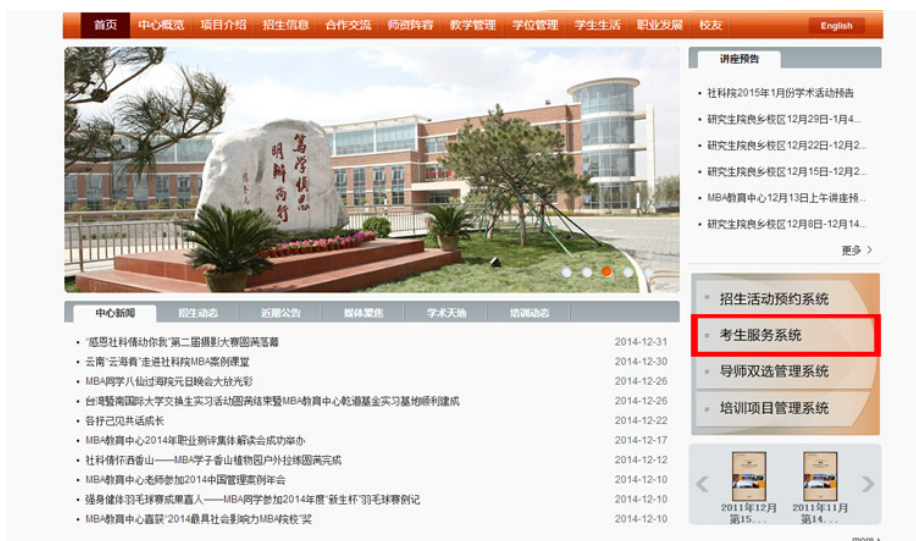 首页 中心概览 项目介绍 招生信息 合作交流 师资阵容 教学管理 学位管理 学生生活 职业发展 校友 English
篤学慎思
明辨尚行
讲座预告
社科院2015年1月份学术活动预告
研究生院良乡校区12月29日-1月4...
研究生院良乡校区12月22日-12月2...
研究生院良乡校区12月15日-12月2...
MBA教育中心12月13日上午讲座预...
研究生院良乡校区12月8日-12月14...
更多 >
中心新闻 招生动态 近期公告 媒体聚焦 学术天地 培训动态
“感恩社科情动你我”第二届摄影大赛圆满落幕 2014-12-31
云南“云海肴”走进社科院MBA案例课堂 2014-12-30
MBA同学八仙过海院元旦晚会大放光彩 2014-12-26
台湾暨南国际大学交换生实习活动圆满结束暨MBA教育中心乾道基金实习基地顺利建成 2014-12-26
各抒己见共话成长 2014-12-22
MBA教育中心2014年职业测评集体解读会成功举办 2014-12-17
社科情怀洒香山——MBA学子香山植物园户外拉练圆满完成 2014-12-12
MBA教育中心老师参加2014中国管理案例年会 2014-12-10
强身健体羽毛球赛成果喜人——MBA同学参加2014年度“新生杯”羽毛球赛侧记 2014-12-10
MBA教育中心喜获“2014最具社会影响力MBA院校”奖 2014-12-10
招生活动预约系统
考生服务系统
导师双选管理系统
培训项目管理系统
2011年12月 2011年11月
第15... 第14...
more >